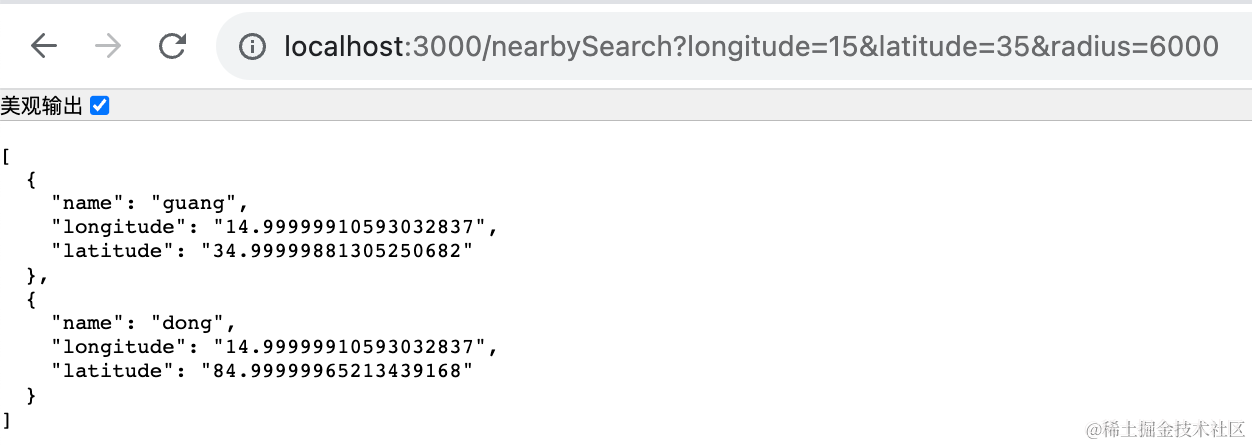 localhost:3000/nearbySearch?longitude=15&latitude=35&radius=6000
美观输出
[
  {
    "name": "guang",
    "longitude": "14.99999910593032837",
    "latitude": "34.99999881305250682"
  },
  {
    "name": "dong",
    "longitude": "14.99999910593032837",
    "latitude": "84.99999965213439168"
  }
]
@稀土掘金技术社区